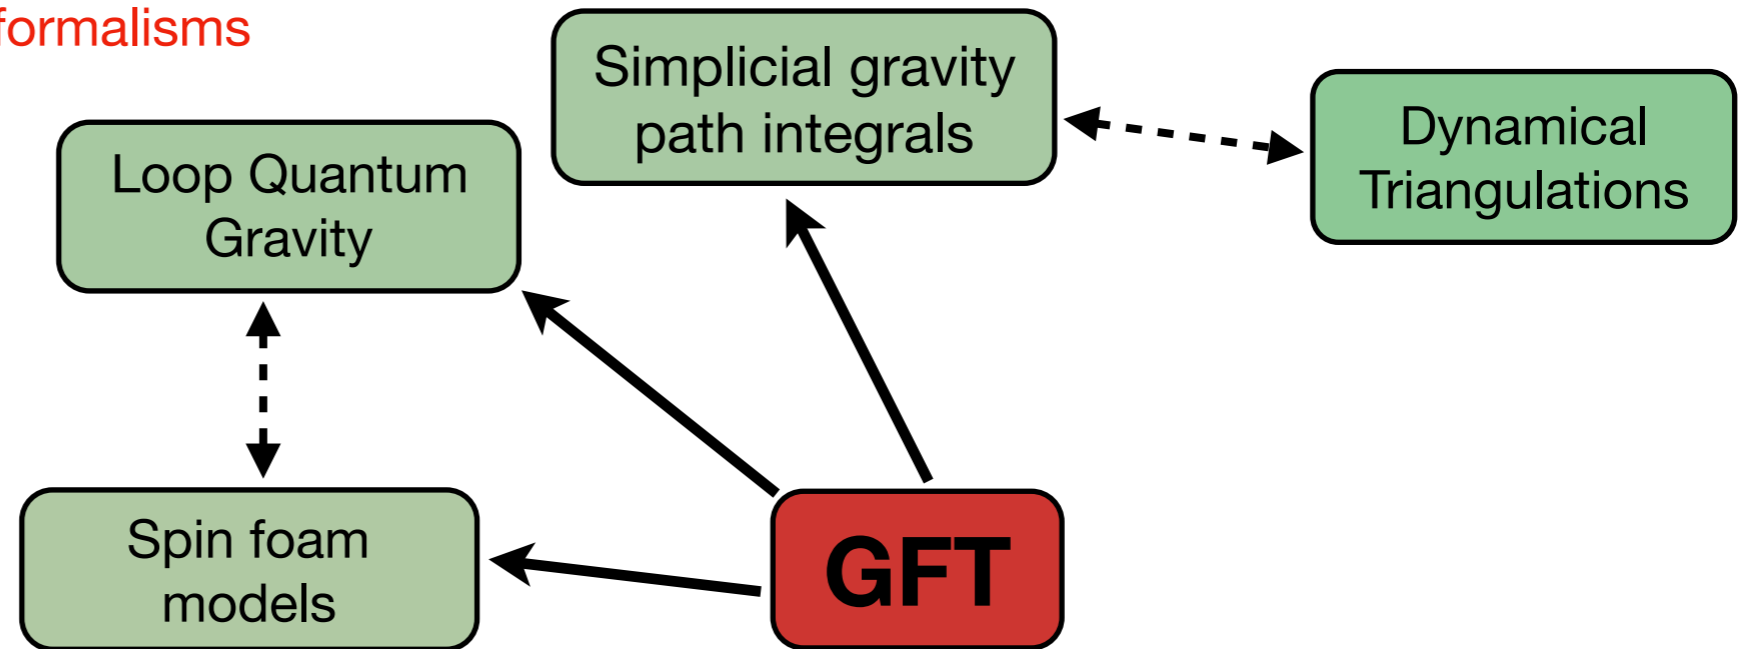 formalisms
Simplicial gravity
path integrals
Dynamical
Triangulations
Loop Quantum
Gravity
Spin foam
models
GFT